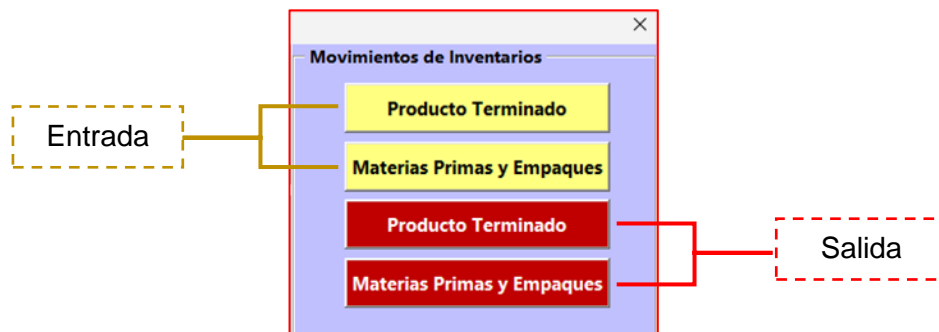 Movimientos de Inventarios
Producto Terminado
Entrada
Materias Primas y Empaques
Producto Terminado
Salida
Materias Primas y Empaques